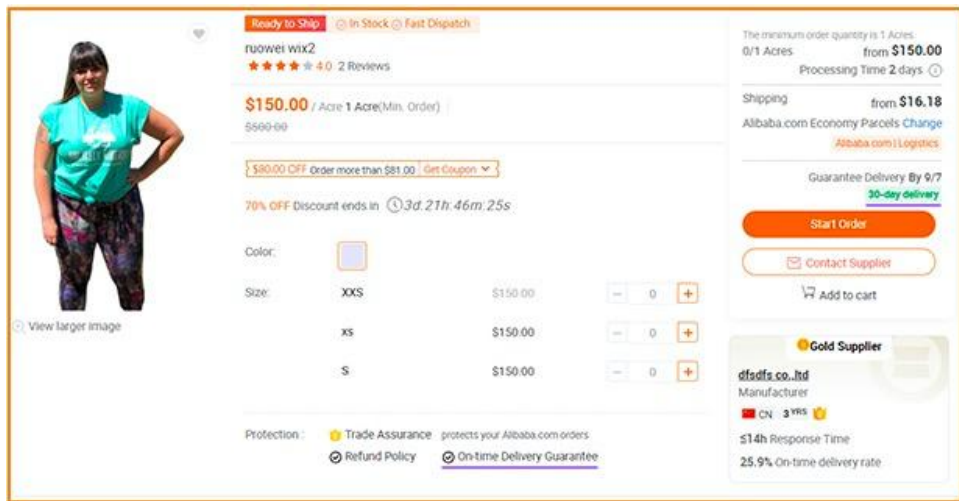 Ready to Ship In Stock Fast Dispatch
ruowei wix2
4.0 2 Reviews
$150.00 / Acre 1 Acre(Min. Order)
$500.00
$80.00 OFF Order more than $81.00 Get Coupon
70% OFF Discount ends in 3d:21h:46m:25s
Color:
Size: XXS $150.00 - 0 +
xs $150.00 - 0 +
S $150.00 - 0 +
Protection : Trade Assurance protects your Alibaba.com orders
Refund Policy On-time Delivery Guarantee
View larger image
The minimum order quantity is 1 Acres
0/1 Acres from $150.00
Processing Time 2 days
Shipping from $16.18
Alibaba.com Economy Parcels Change
Alibaba.com | Logistics
Guarantee Delivery By 9/7
30-day delivery
Start Order
Contact Supplier
Add to cart
Gold Supplier
dfsdfs co.,ltd
Manufacturer
CN 3 YRS
≤14h Response Time
25.9% On-time delivery rate